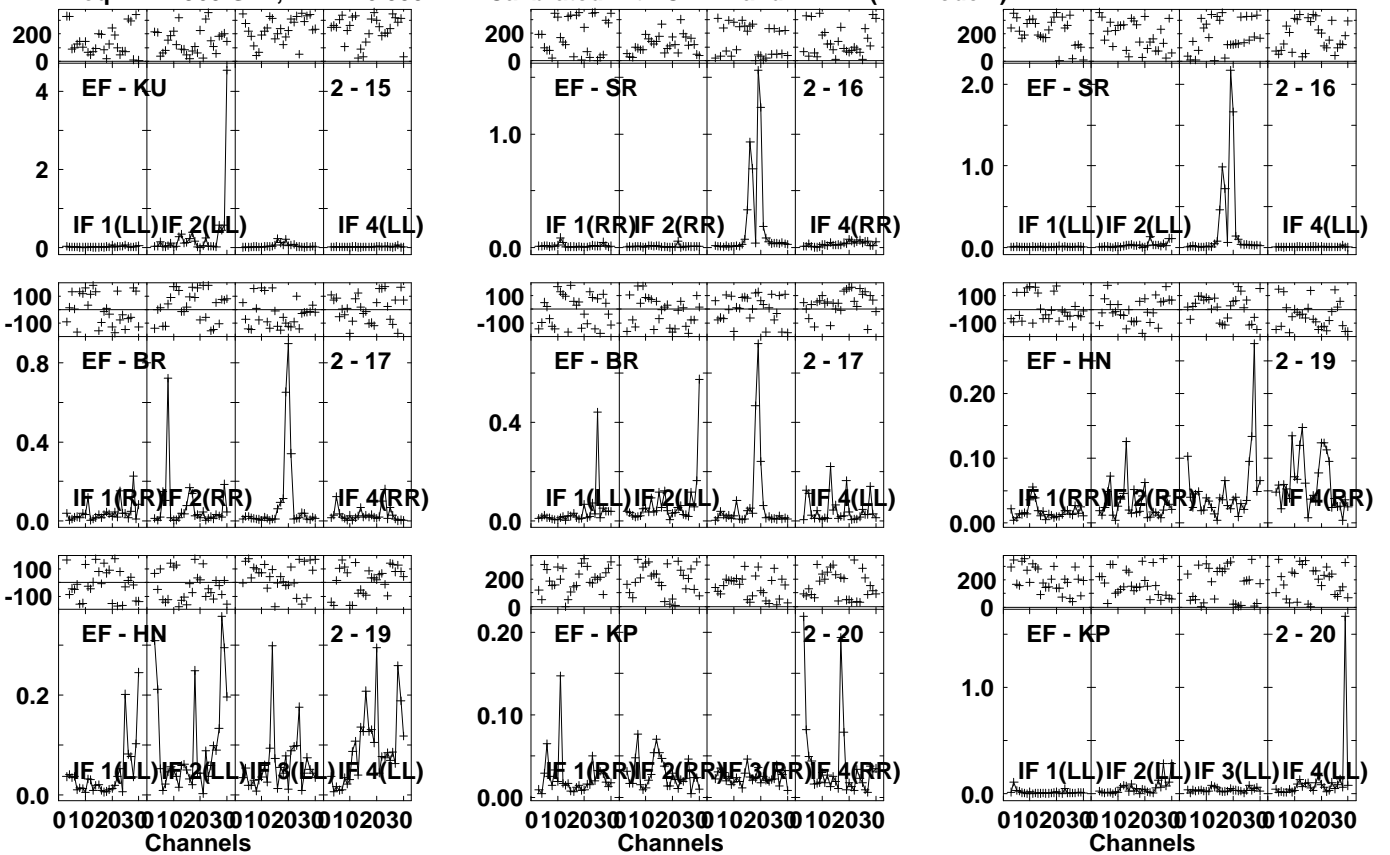 200
0
200
0
200
0
EF - KU
2 - 15
4
2
0
IF 1(LL)
IF 2(LL)
IF 4(LL)
EF - SR
2 - 16
1.0
0.0
IF 1(RR)
IF 2(RR)
IF 4(RR)
EF - SR
2 - 16
2.0
1.0
0.0
IF 1(LL)
IF 2(LL)
IF 4(LL)
100
-100
100
-100
100
-100
EF - BR
2 - 17
0.8
0.4
0.0
IF 1(RR)
IF 2(RR)
IF 4(RR)
EF - BR
2 - 17
0.4
0.0
IF 1(LL)
IF 2(LL)
IF 4(LL)
EF - HN
2 - 19
0.20
0.10
0.00
IF 1(RR)
IF 2(RR)
IF 4(RR)
100
-100
200
0
200
0
EF - HN
2 - 19
0.2
0.0
IF 1(LL)
IF 2(LL)
IF 3(LL)
IF 4(LL)
EF - KP
2 - 20
0.20
0.10
0.00
IF 1(RR)
IF 2(RR)
IF 3(RR)
IF 4(RR)
EF - KP
2 - 20
1.0
0.0
IF 1(LL)
IF 2(LL)
IF 3(LL)
IF 4(LL)
0102030 0102030 0102030 0102030
0102030 0102030 0102030 0102030
0102030 0102030 0102030 0102030
Channels
Channels
Channels